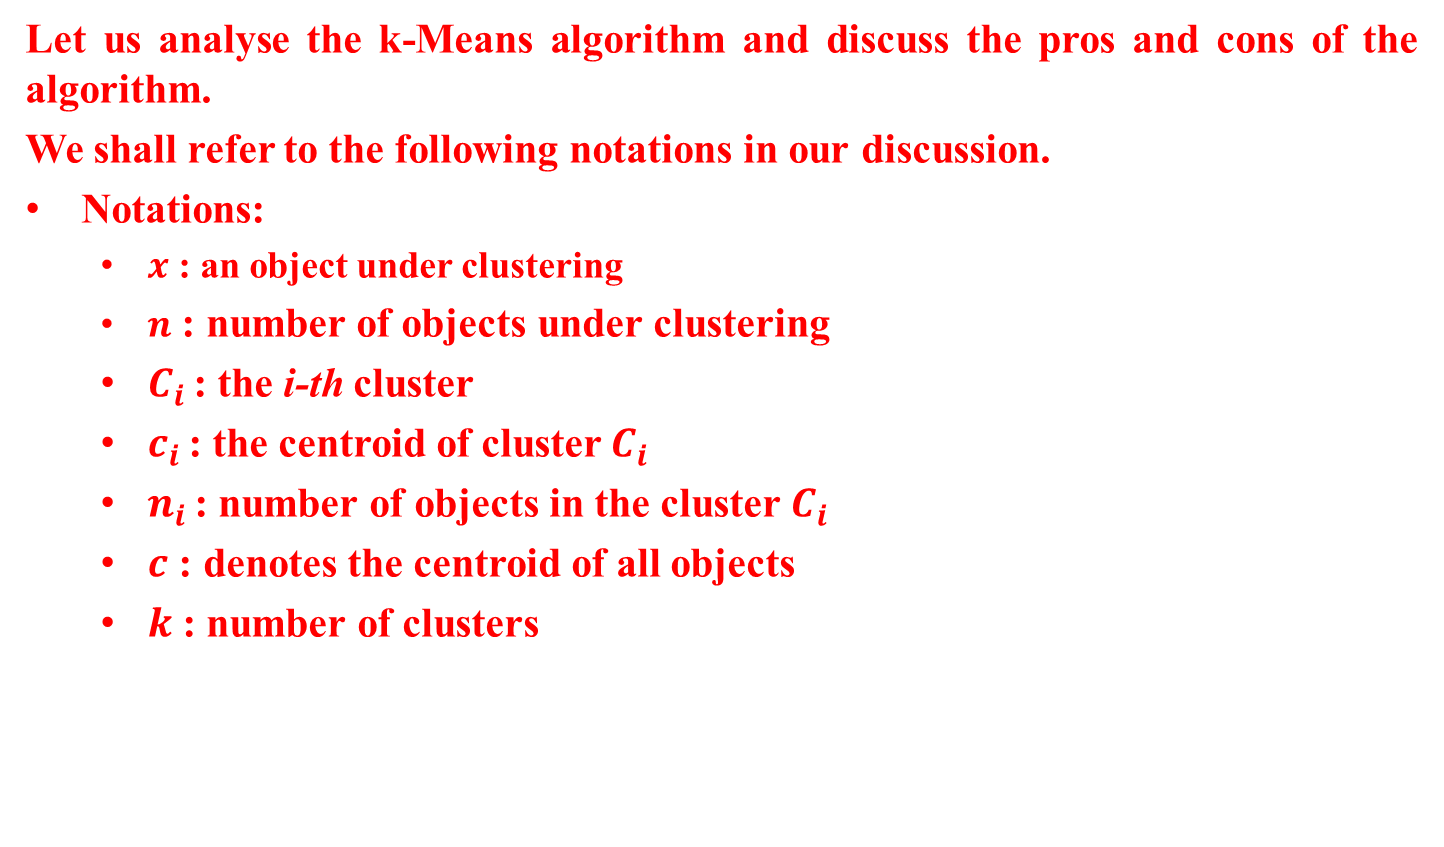 Let us analyse the k-Means algorithm and discuss the pros and cons of the
algorithm.
We shall refer to the following notations in our discussion.
• Notations:
• x : an object under clustering
• n : number of objects under clustering
• Cᵢ : the i-th cluster
• cᵢ : the centroid of cluster Cᵢ
• nᵢ : number of objects in the cluster Cᵢ
• c : denotes the centroid of all objects
• k : number of clusters